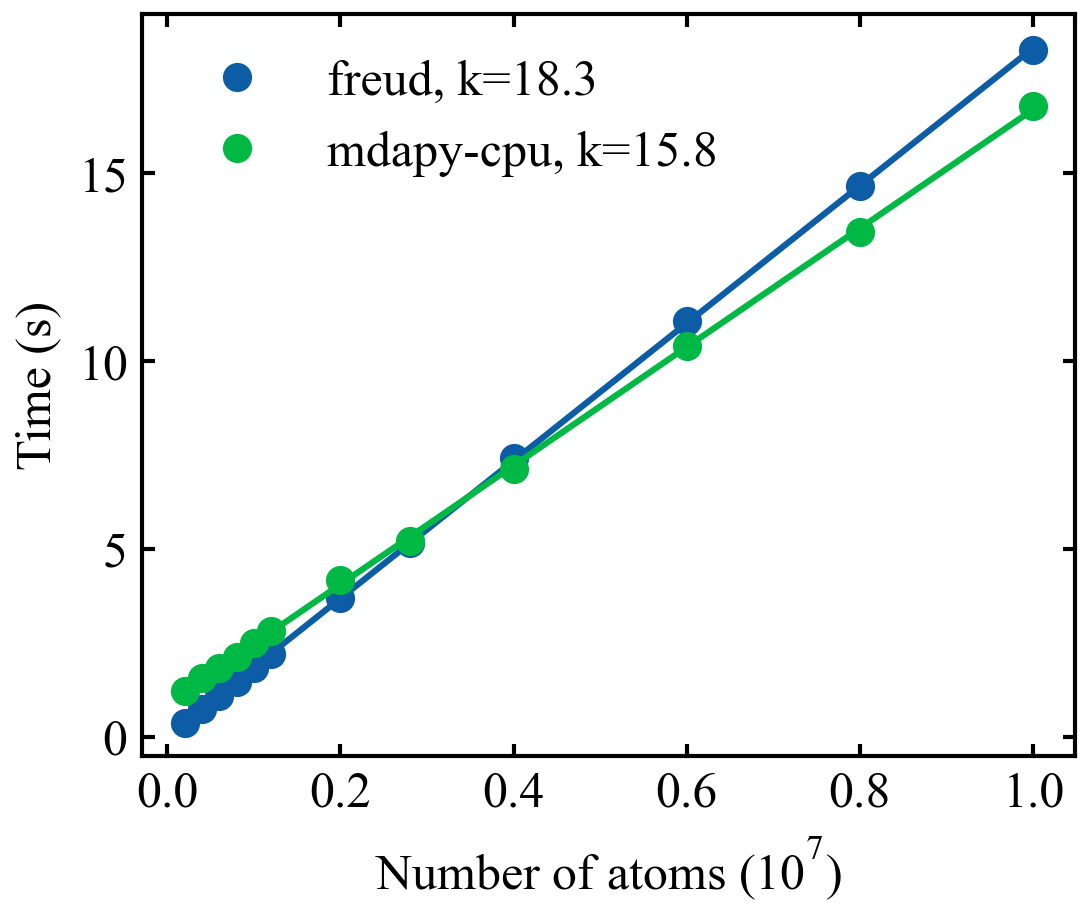 freud, k=18.3
mdapy-cpu, k=15.8
15
10
5
0
Time (s)
0.0 0.2 0.4 0.6 0.8 1.0
Number of atoms (10⁷)